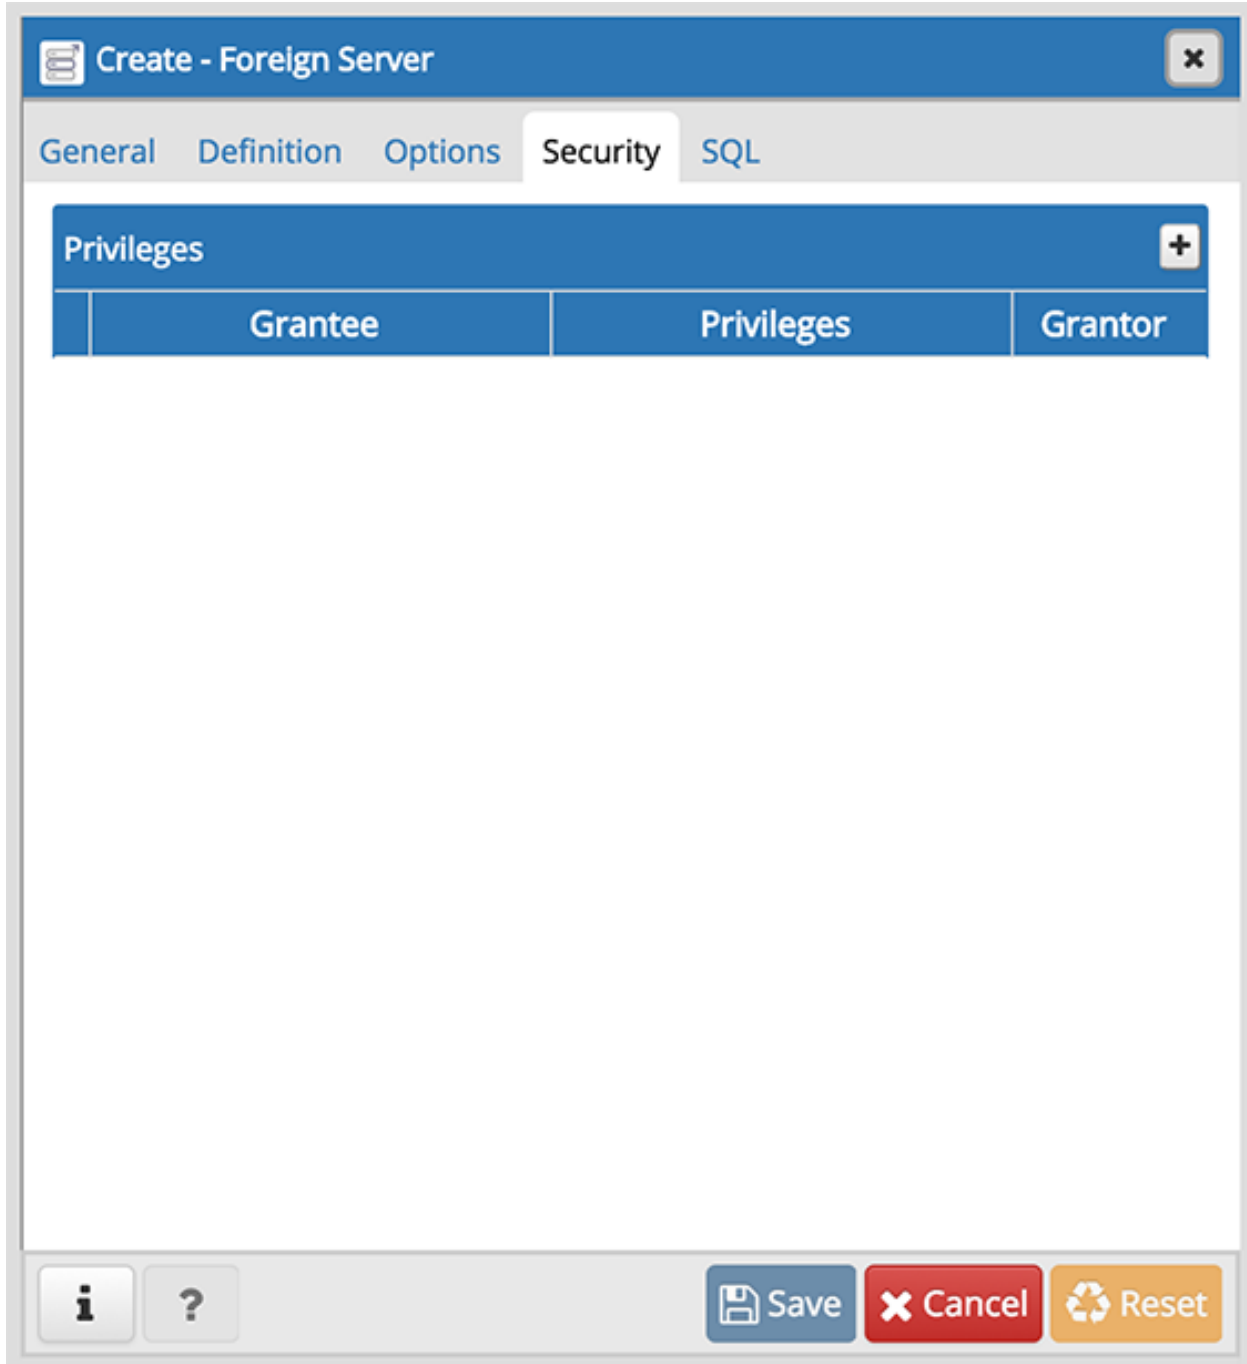 Create - Foreign Server
General Definition Options Security SQL
Privileges
Grantee Privileges Grantor
i ? Save Cancel Reset